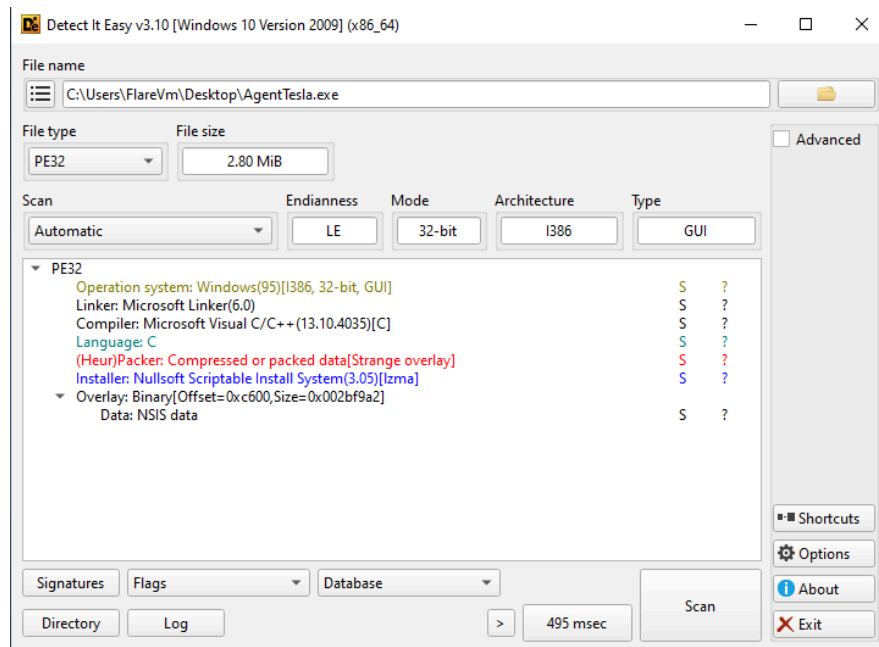 Detect It Easy v3.10 [Windows 10 Version 2009] (x86_64)
File name
C:\Users\FlareVm\Desktop\AgentTesla.exe
File type File size
Advanced
PE32 2.80 MiB
Scan Endianness Mode Architecture Type
Automatic LE 32-bit I386 GUI
PE32
Operation system: Windows(95)[I386, 32-bit, GUI] S ?
Linker: Microsoft Linker(6.0) S ?
Compiler: Microsoft Visual C/C++(13.10.4035)[C] S ?
Language: C S ?
(Heur)Packer: Compressed or packed data[Strange overlay] S ?
Installer: Nullsoft Scriptable Install System(3.05)[lzma] S ?
Overlay: Binary[Offset=0xc600,Size=0x002bf9a2]
Data: NSIS data S ?
Shortcuts
Options
Signatures Flags Database About
Scan
Directory Log > 495 msec Exit